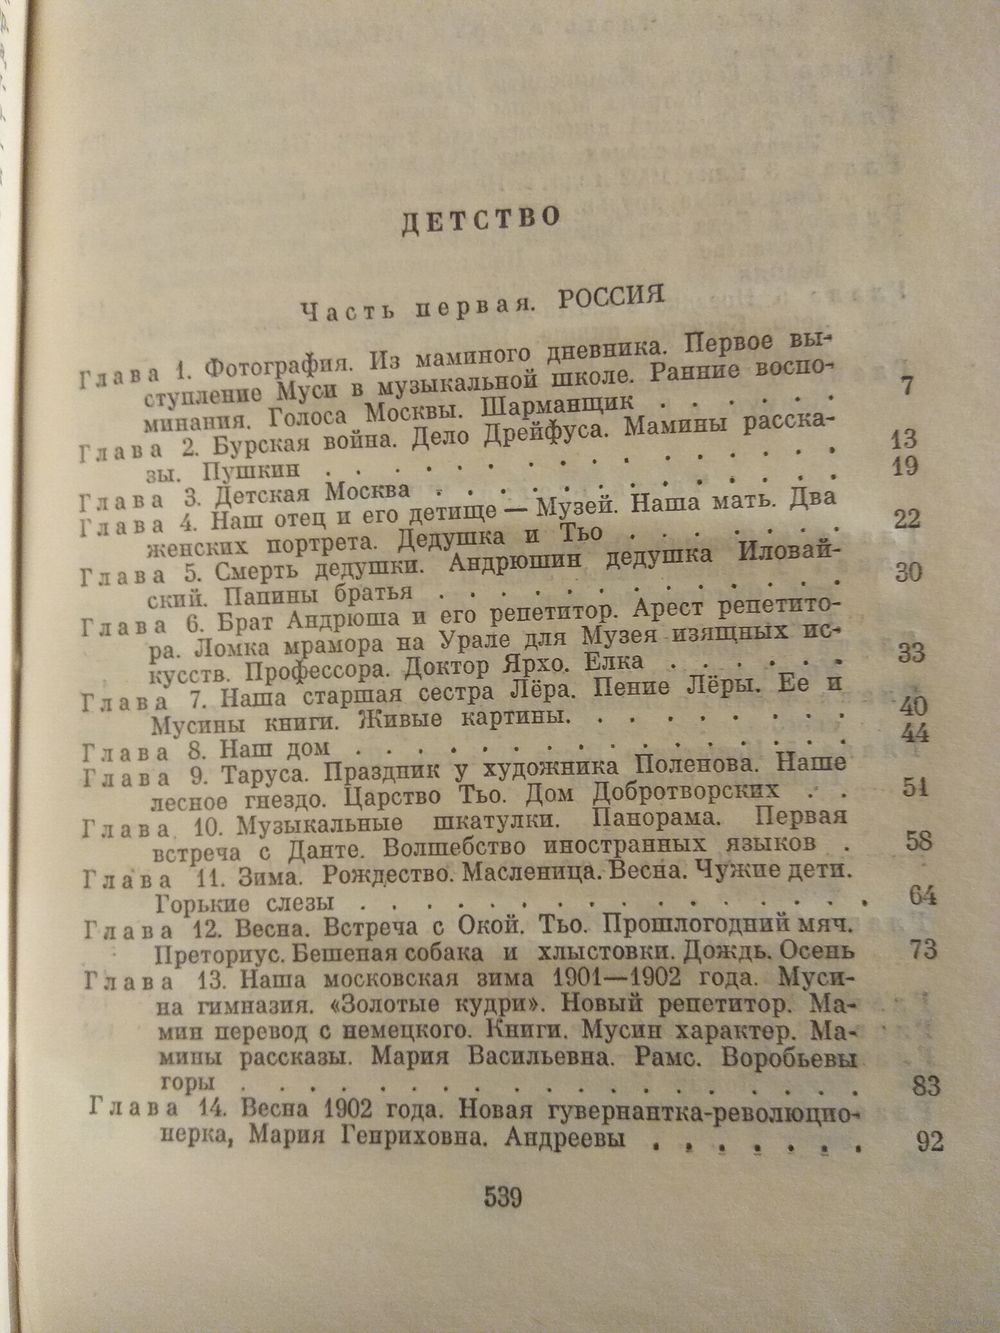 ДЕТСТВО
Часть первая. РОССИЯ
Глава 1. Фотография. Из маминого дневника. Первое вы-
ступление Муси в музыкальной школе. Ранние воспо-
минания. Голоса Москвы. Шарманщик . . . . . . 7
Глава 2. Бурская война. Дело Дрейфуса. Мамины расска-
зы. Пушкин . . . . . . . . . . . . . . . 13
Глава 3. Детская Москва . . . . . . . . . . . . 19
Глава 4. Наш отец и его детище — Музей. Наша мать. Два
женских портрета. Дедушка и Тьо . . . . . . . 22
Глава 5. Смерть дедушки. Андрюшин дедушка Иловай-
ский. Папины братья . . . . . . . . . . . . 30
Глава 6. Брат Андрюша и его репетитор. Арест репетито-
ра. Ломка мрамора на Урале для Музея изящных ис-
кусств. Профессора. Доктор Ярхо. Елка . . . . . . 33
Глава 7. Наша старшая сестра Лёра. Пение Лёры. Ее и
Мусины книги. Живые картины. . . . . . . . . 40
Глава 8. Наш дом . . . . . . . . . . . . . . . 44
Глава 9. Таруса. Праздник у художника Поленова. Наше
лесное гнездо. Царство Тьо. Дом Добротворских . . 51
Глава 10. Музыкальные шкатулки. Панорама. Первая
встреча с Данте. Волшебство иностранных языков . 58
Глава 11. Зима. Рождество. Масленица. Весна. Чужие дети.
Горькие слезы . . . . . . . . . . . . . . . 64
Глава 12. Весна. Встреча с Окой. Тьо. Прошлогодний мяч.
Преториус. Бешеная собака и хлыстовки. Дождь. Осень 73
Глава 13. Наша московская зима 1901—1902 года. Муси-
на гимназия. «Золотые кудри». Новый репетитор. Ма-
мин перевод с немецкого. Книги. Мусин характер. Ма-
мины рассказы. Мария Васильевна. Рамс. Воробьевы
горы . . . . . . . . . . . . . . . . . . 83
Глава 14. Весна 1902 года. Новая гувернантка-революцио-
нерка, Мария Генриховна. Андреевы . . . . . . . 92
539